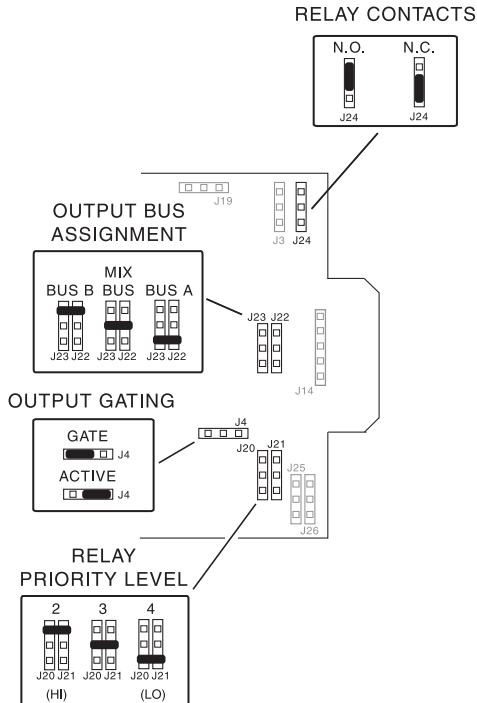 RELAY CONTACTS
N.O. N.C.
J24 J24
J19
J3 J24
OUTPUT BUS
ASSIGNMENT
MIX
BUS B BUS BUS A
J23 J22 J23 J22 J23 J22
J23 J22
J14
OUTPUT GATING
GATE
J4
ACTIVE
J4
J4
J20 J21
J25
J26
RELAY
PRIORITY LEVEL
2 3 4
J20 J21 J20 J21 J20 J21
(HI) (LO)